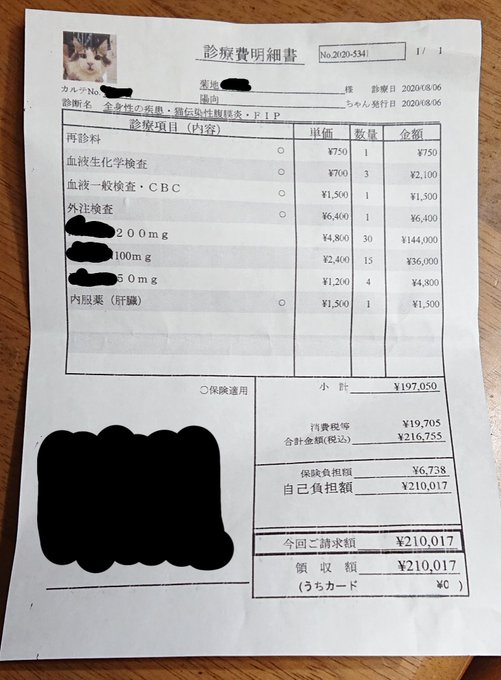 診療費明細書 No.2020-534 1/ 1
カルテNo.
菊地 様 診療日 2020/08/06
陽向 ちゃん 発行日 2020/08/06
診断名 全身性の疾患・猫伝染性腹膜炎・FIP
診療項目(内容) 単価 数量 金額
再診料 ○ ¥750 1 ¥750
血液生化学検査 ○ ¥700 3 ¥2,100
血液一般検査・CBC ○ ¥1,500 1 ¥1,500
外注検査 ○ ¥6,400 1 ¥6,400
200mg ¥4,800 30 ¥144,000
100mg ¥2,400 15 ¥36,000
50mg ¥1,200 4 ¥4,800
内服薬(肝臓) ○ ¥1,500 1 ¥1,500
○保険適用
小 計 ¥197,050
消費税等 ¥19,705
合計金額(税込) ¥216,755
保険負担額 ¥6,738
自己負担額 ¥210,017
今回ご請求額 ¥210,017
領収額 ¥210,017
(うちカード ¥0 )